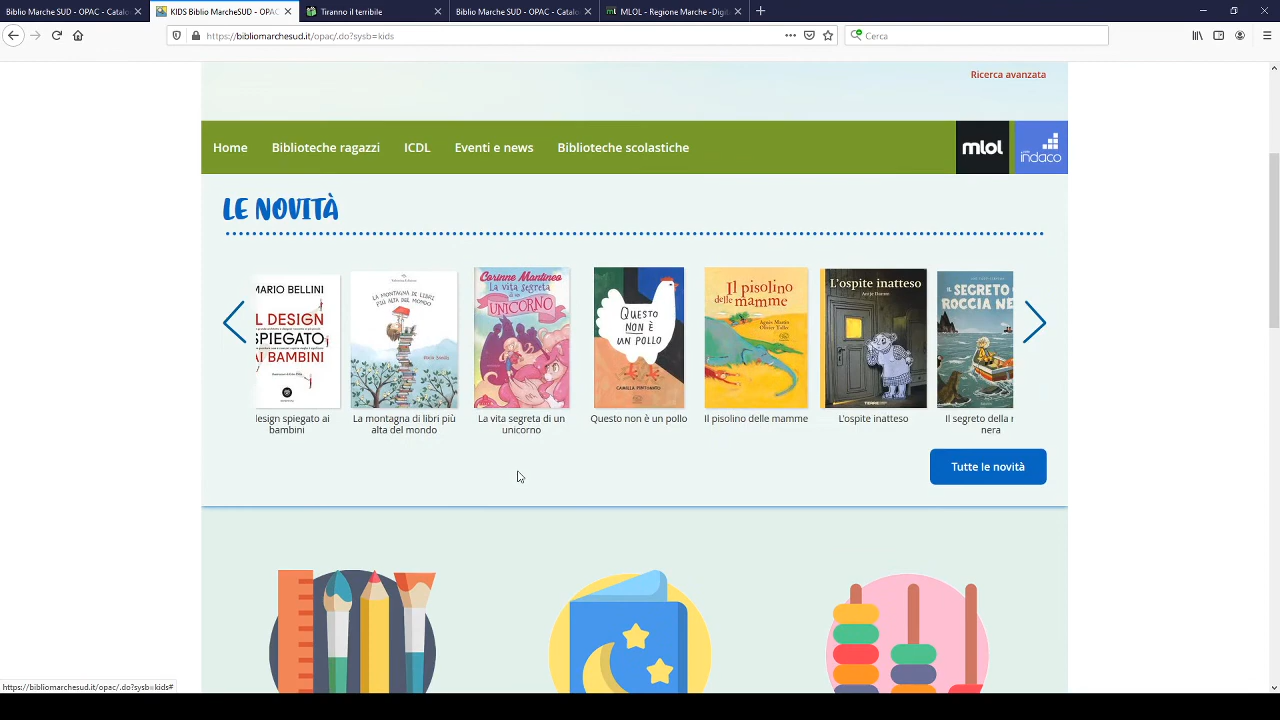 Biblio Marche SUD - OPAC - Catalo
KIDS Biblio MarcheSUD - OPAC -
Tiranno il terribile
Biblio Marche SUD - OPAC - Catalo
MLOL - Regione Marche -Digit
https://bibliomarchesud.it/opac/.do?sysb=kids
Cerca
Ricerca avanzata
Home
Biblioteche ragazzi
ICDL
Eventi e news
Biblioteche scolastiche
mlol
indaco
LE NOVITÀ
MARIO BELLINI
L DESIGN
SPIEGATO
AI BAMBINI
LA MONTAGNA DI LIBRI
PIÙ ALTA DEL MONDO
Corinne Mantineo
La vita segreta di un
UNICORNO
QUESTO
NON È
UN POLLO
Il pisolino
delle mamme
L'ospite inatteso
IL SEGRETO
ROCCIA NE
design spiegato ai
bambini
La montagna di libri più
alta del mondo
La vita segreta di un
unicorno
Questo non è un pollo
Il pisolino delle mamme
L'ospite inatteso
Il segreto della r
nera
Tutte le novità
https://bibliomarchesud.it/opac/.do?sysb=kids#